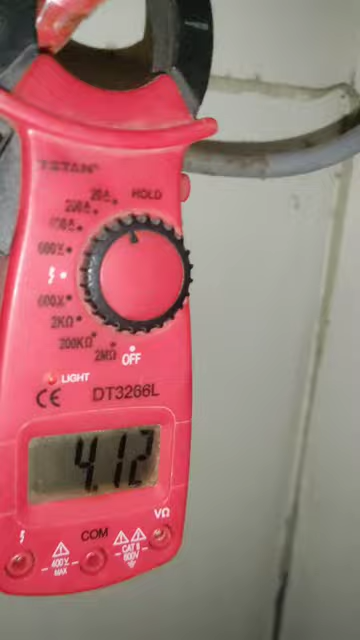 HOLD
20A
200A
600V
600V
2KΩ
200KΩ
2MΩ
OFF
LIGHT
CE
DT3266L
4.12
VΩ
COM
400V
MAX
CAT II
600V